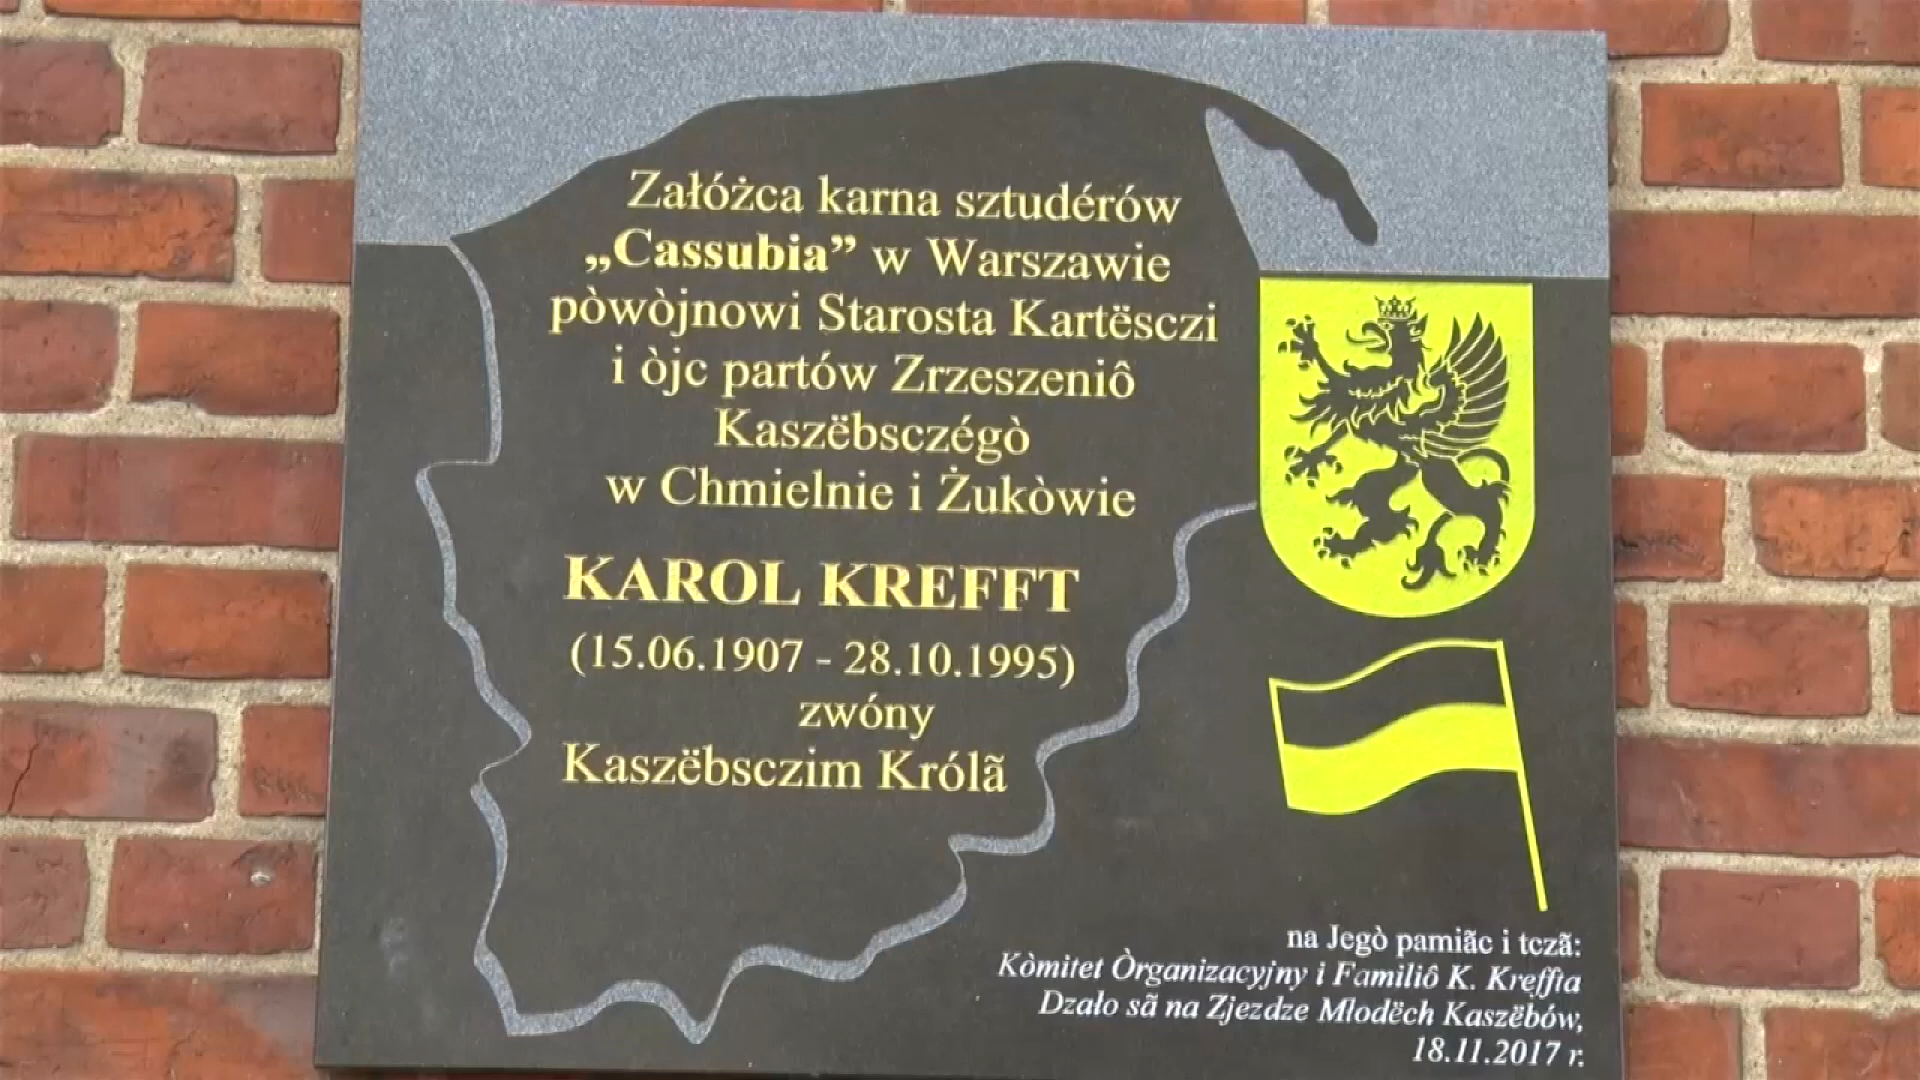 Załóżca karna sztudérów
„Cassubia” w Warszawie
pòwòjnowi Starosta Kartësczi
i òjc partów Zrzeszeniô
Kaszëbsczégò
w Chmielnie i Żukòwie
KAROL KREFFT
(15.06.1907 - 28.10.1995)
zwóny
Kaszëbsczim Królã
na Jegò pamiãc i tczã:
Kòmitet Òrganizacyjny i Familiô K. Kreffta
Dzało sã na Zjezdze Młodëch Kaszëbów,
18.11.2017 r.